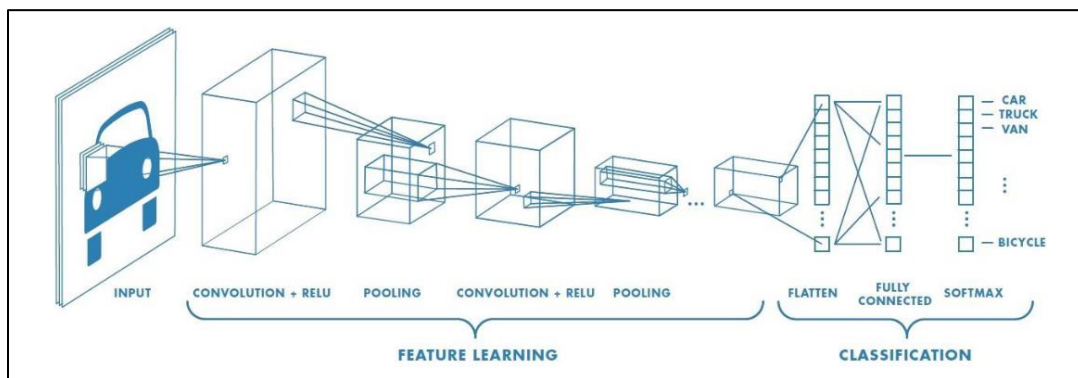 CAR
TRUCK
VAN
BICYCLE
INPUT
CONVOLUTION + RELU
POOLING
CONVOLUTION + RELU
POOLING
FLATTEN
FULLY
CONNECTED
SOFTMAX
FEATURE LEARNING
CLASSIFICATION